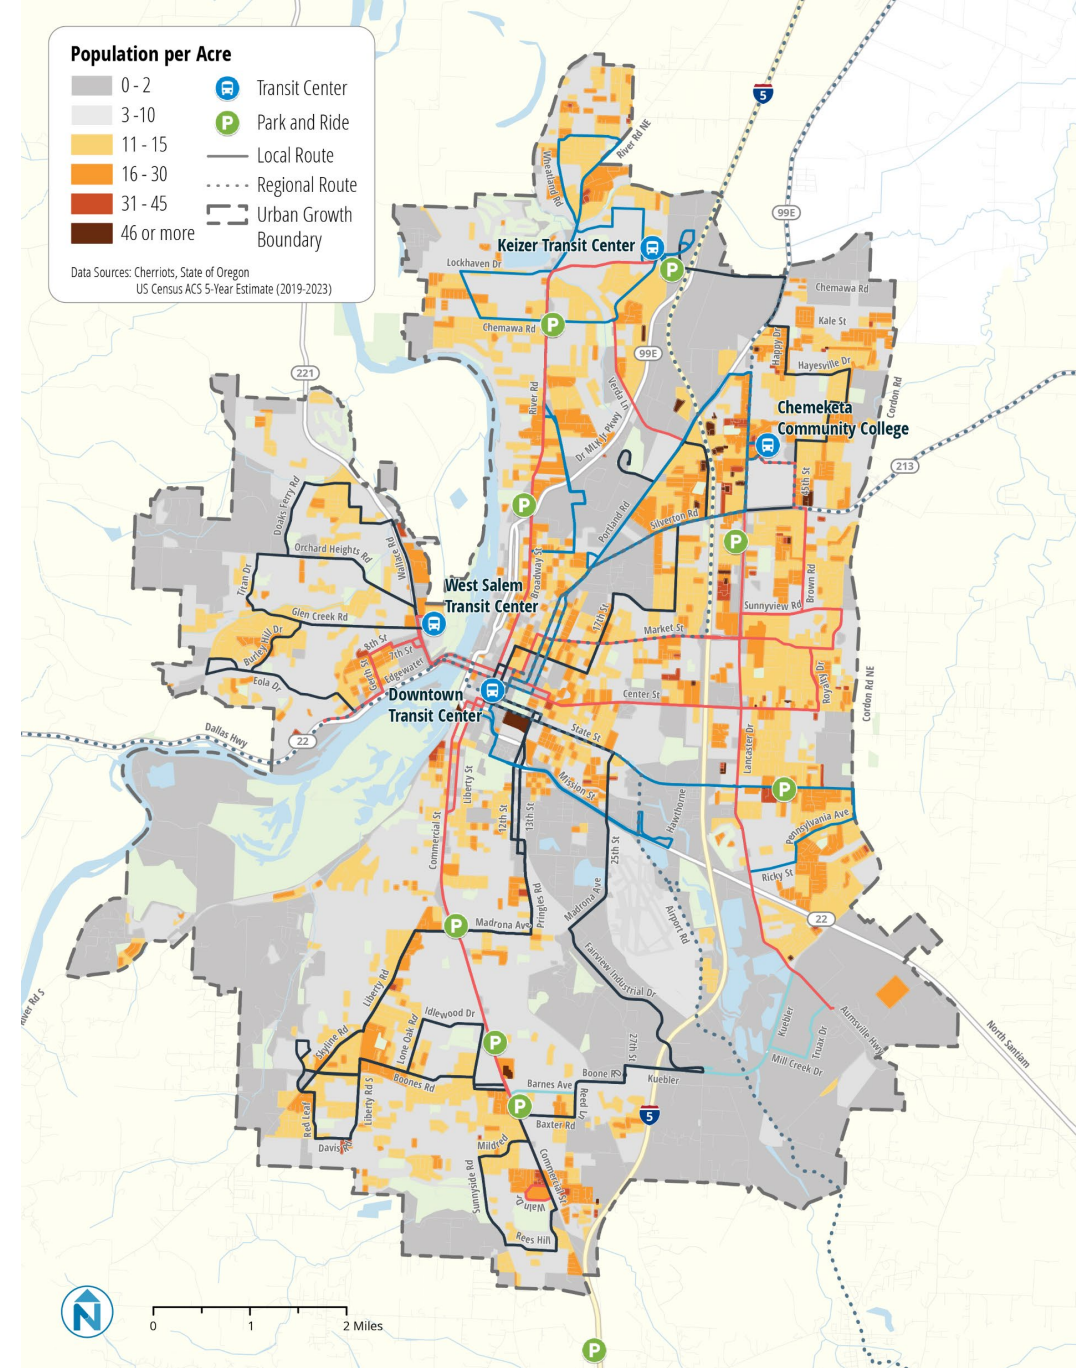 Population per Acre
0 - 2
3 -10
11 - 15
16 - 30
31 - 45
46 or more
Transit Center
P
Park and Ride
Local Route
Regional Route
Urban Growth
Boundary
Data Sources: Cherriots, State of Oregon
US Census ACS 5-Year Estimate (2019-2023)
5
River Rd NE
Wheatland Rd
99E
Keizer Transit Center
P
Lockhaven Dr
Chemawa Rd
Kale St
Chemawa Rd
P
99E
Happy Dr
Hayesville Dr
221
Cordon Rd
River Rd
Verda Ln
Chemeketa
Community College
Dr MLK Jr Pkwy
213
45th St
Doaks Ferry Rd
P
Portland Rd
Silverton Rd
P
Orchard Heights Rd
Wallace Rd
Titan Dr
Broadway St
Brown Rd
West Salem
Transit Center
Sunnyview Rd
Glen Creek Rd
17th St
Market St
Burley Hill Dr
8th St
7th St
Gerth St
Edgewater
Eola Dr
Downtown
Transit Center
Center St
Royalty Dr
Cordon Rd NE
Dallas Hwy
22
State St
Lancaster Dr
Liberty St
Mission St
P
Commercial St
12th St
13th St
25th St
Hawthorne
Pennsylvania Ave
Ricky St
Pringles Rd
Madrona Ave
Airport Rd
22
P
Madrona Ave
Fairview Industrial Dr
Liberty Rd
River Rd S
Idlewood Dr
Lone Oak Rd
Skyline Rd
P
27th St
Kuebler
Truax Dr
Aumsville Hwy
North Santiam
Mill Creek Dr
Boones Rd
Barnes Ave
Kuebler
Red Leaf
Liberty Rd S
P
Reed Ln
5
Baxter Rd
Mildred
Sunnyside Rd
Commercial St
Waln Dr
Rees Hill
N
0
1
2 Miles
P